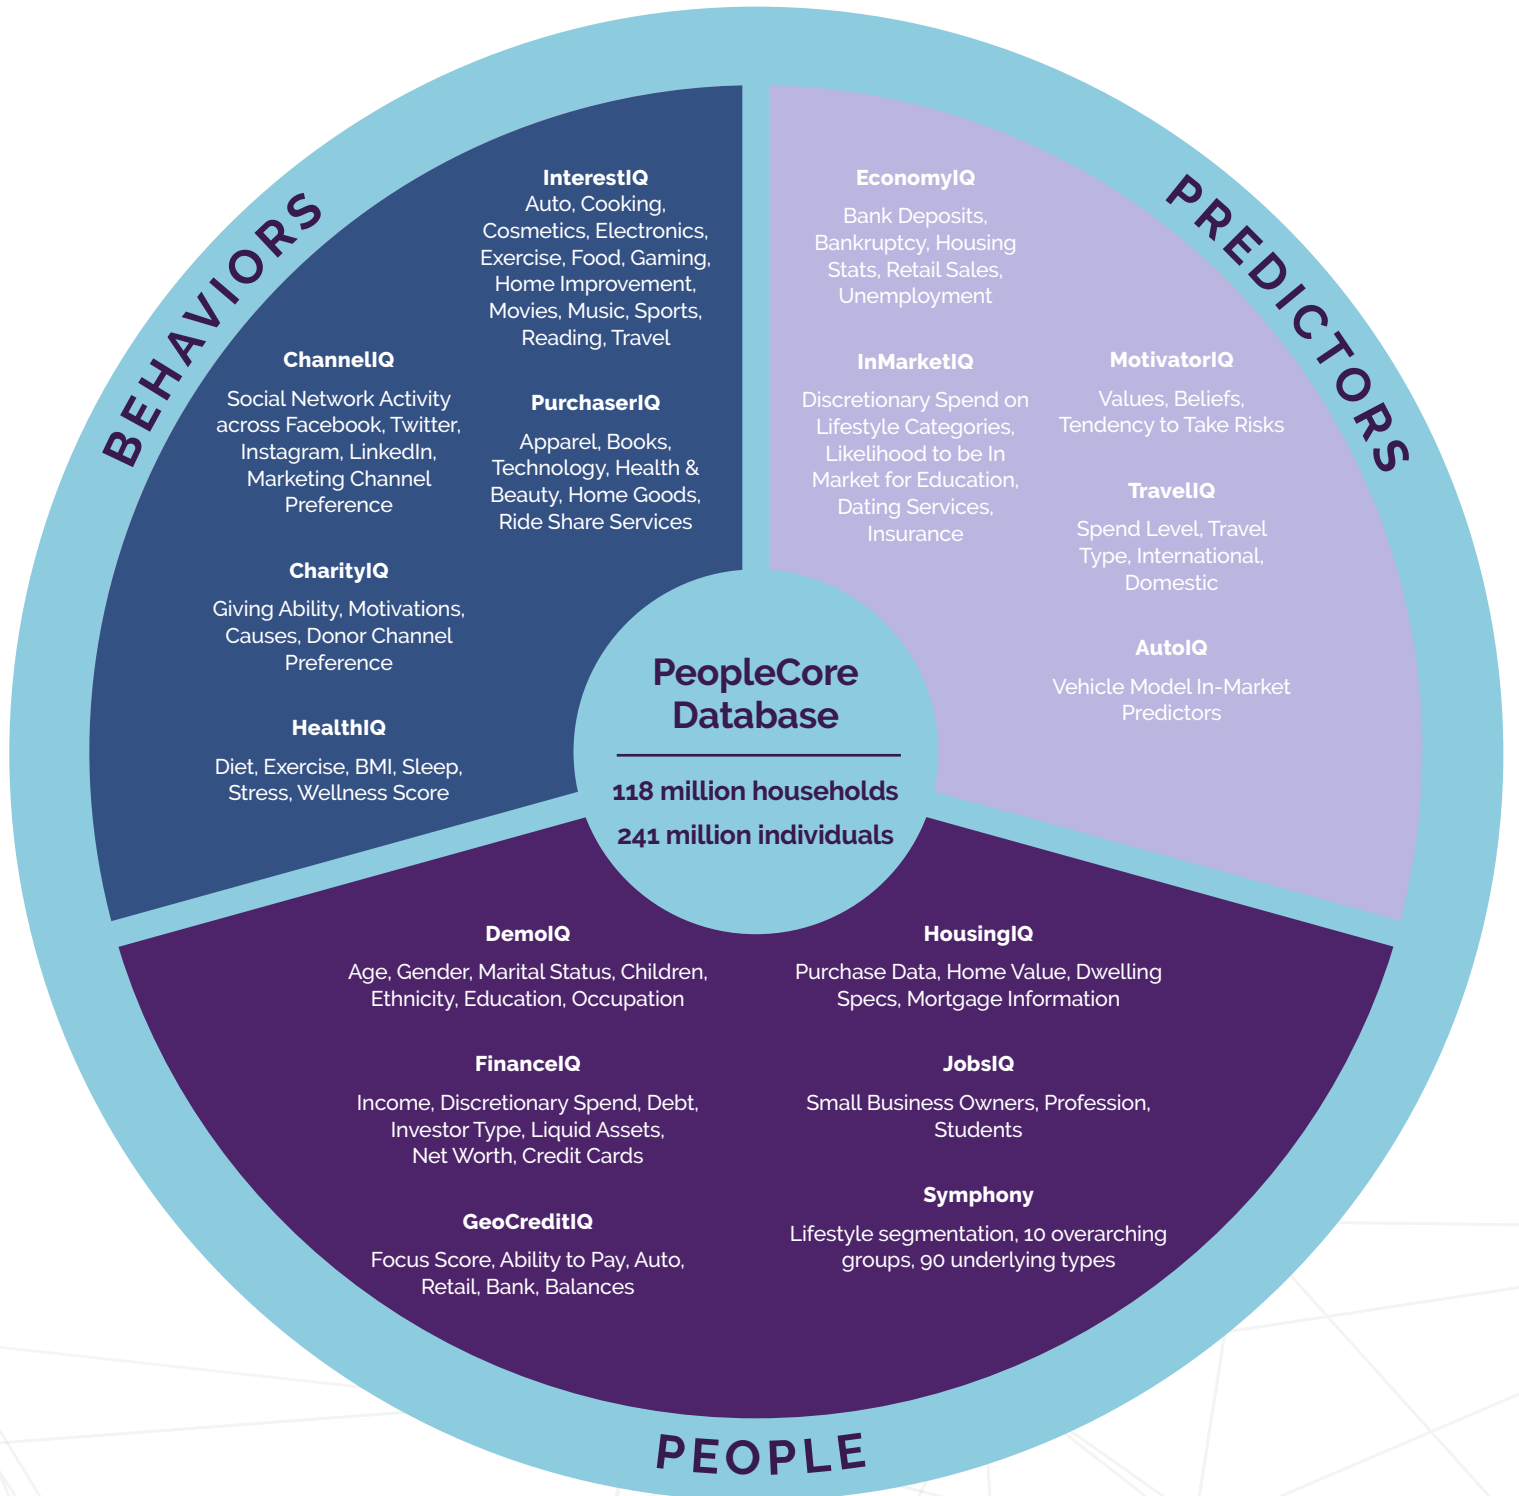 BEHAVIORS
InterestIQ
Auto, Cooking,
Cosmetics, Electronics,
Exercise, Food, Gaming,
Home Improvement,
Movies, Music, Sports,
Reading, Travel
ChannelIQ
Social Network Activity
across Facebook, Twitter,
Instagram, LinkedIn,
Marketing Channel
Preference
PurchaserIQ
Apparel, Books,
Technology, Health &
Beauty, Home Goods,
Ride Share Services
CharityIQ
Giving Ability, Motivations,
Causes, Donor Channel
Preference
HealthIQ
Diet, Exercise, BMI, Sleep,
Stress, Wellness Score
PREDICTORS
EconomyIQ
Bank Deposits,
Bankruptcy, Housing
Stats, Retail Sales,
Unemployment
InMarketIQ
Discretionary Spend on
Lifestyle Categories,
Likelihood to be In
Market for Education,
Dating Services,
Insurance
MotivatorIQ
Values, Beliefs,
Tendency to Take Risks
TravelIQ
Spend Level, Travel
Type, International,
Domestic
AutoIQ
Vehicle Model In-Market
Predictors
PeopleCore
Database
118 million households
241 million individuals
DemoIQ
Age, Gender, Marital Status, Children,
Ethnicity, Education, Occupation
FinanceIQ
Income, Discretionary Spend, Debt,
Investor Type, Liquid Assets,
Net Worth, Credit Cards
GeoCreditIQ
Focus Score, Ability to Pay, Auto,
Retail, Bank, Balances
HousingIQ
Purchase Data, Home Value, Dwelling
Specs, Mortgage Information
JobsIQ
Small Business Owners, Profession,
Students
Symphony
Lifestyle segmentation, 10 overarching
groups, 90 underlying types
PEOPLE